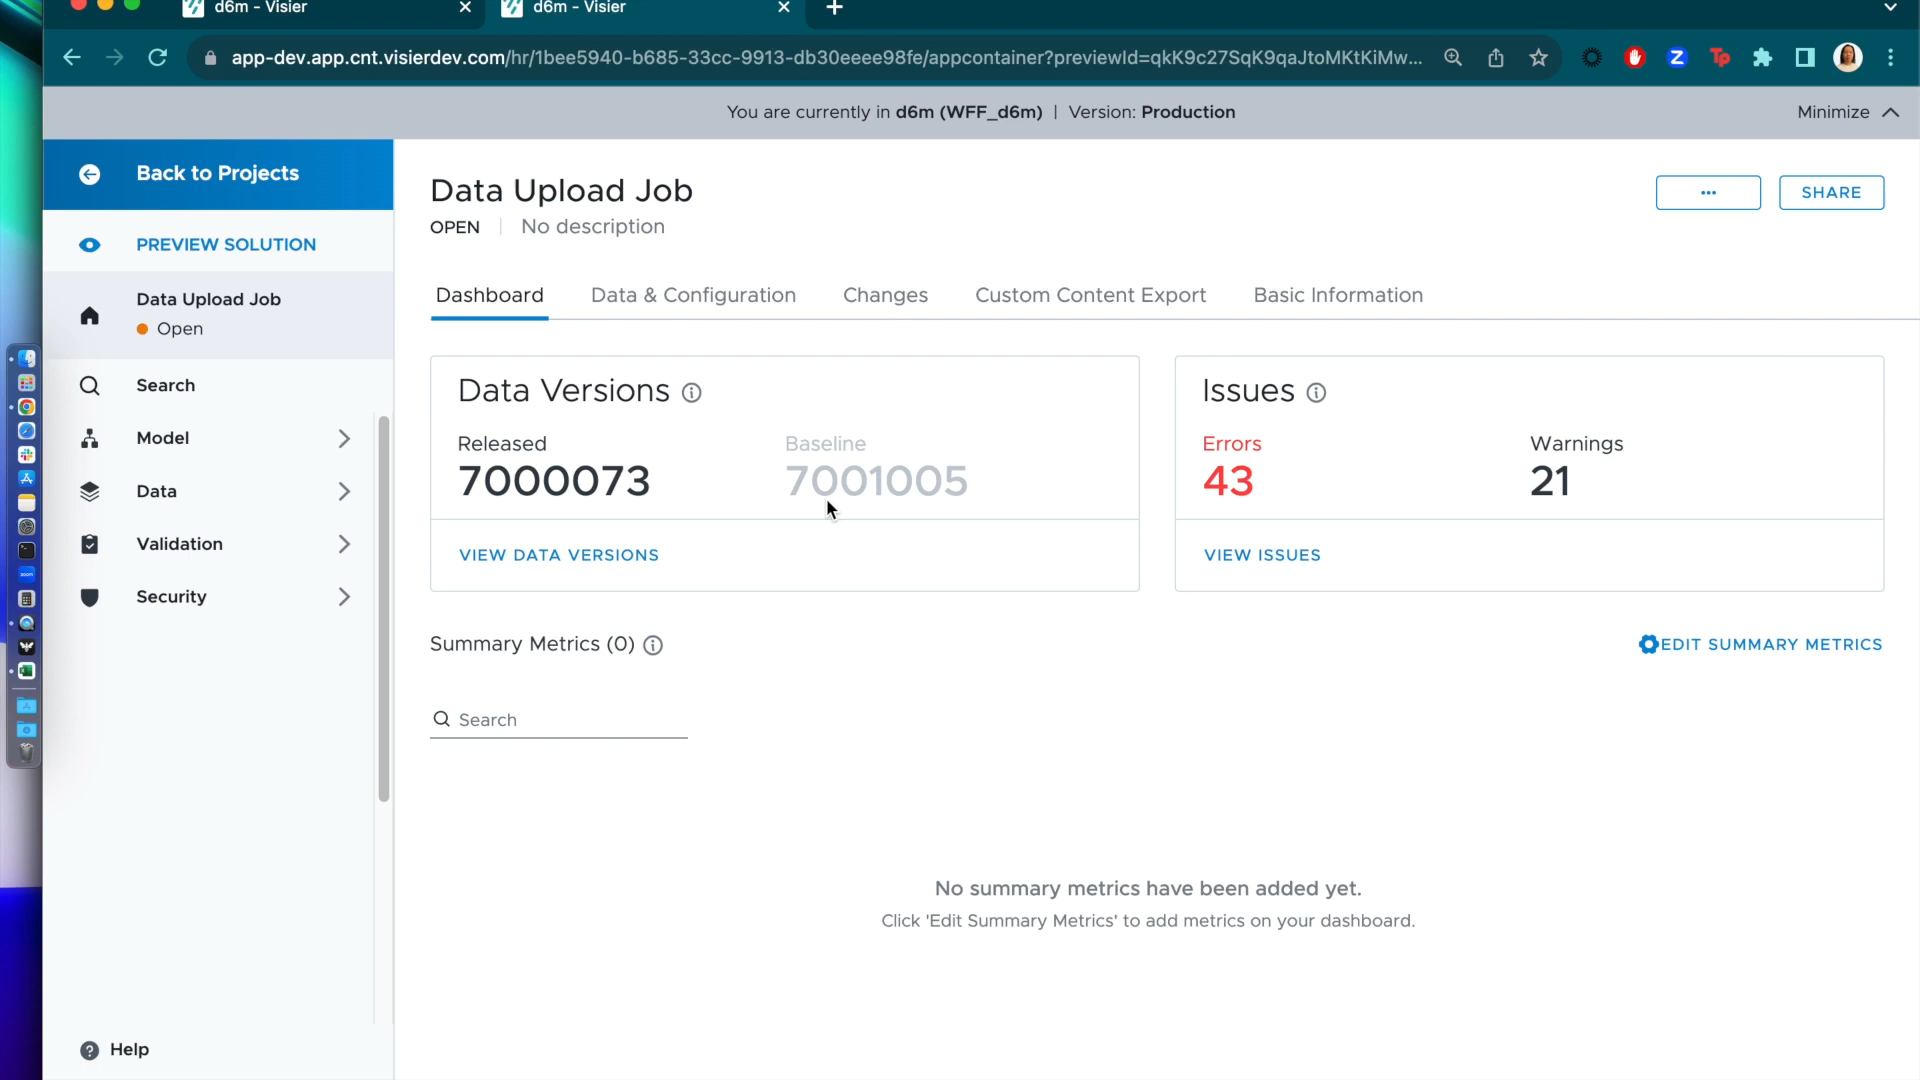 d6m - Visier
d6m - Visier
app-dev.app.cnt.visierdev.com/hr/1bee5940-b685-33cc-9913-db30eeee98fe/appcontainer?previewId=qkK9c27SqK9qaJtoMKtKiMw...
You are currently in d6m (WFF_d6m) | Version: Production
Minimize
Back to Projects
PREVIEW SOLUTION
Data Upload Job
Open
Search
Model
Data
Validation
Security
Help
Data Upload Job
OPEN | No description
...
SHARE
Dashboard
Data & Configuration
Changes
Custom Content Export
Basic Information
Data Versions
Released
7000073
Baseline
7001005
VIEW DATA VERSIONS
Issues
Errors
43
Warnings
21
VIEW ISSUES
Summary Metrics (0)
EDIT SUMMARY METRICS
Search
No summary metrics have been added yet.
Click 'Edit Summary Metrics' to add metrics on your dashboard.
Z
Tp
zoom